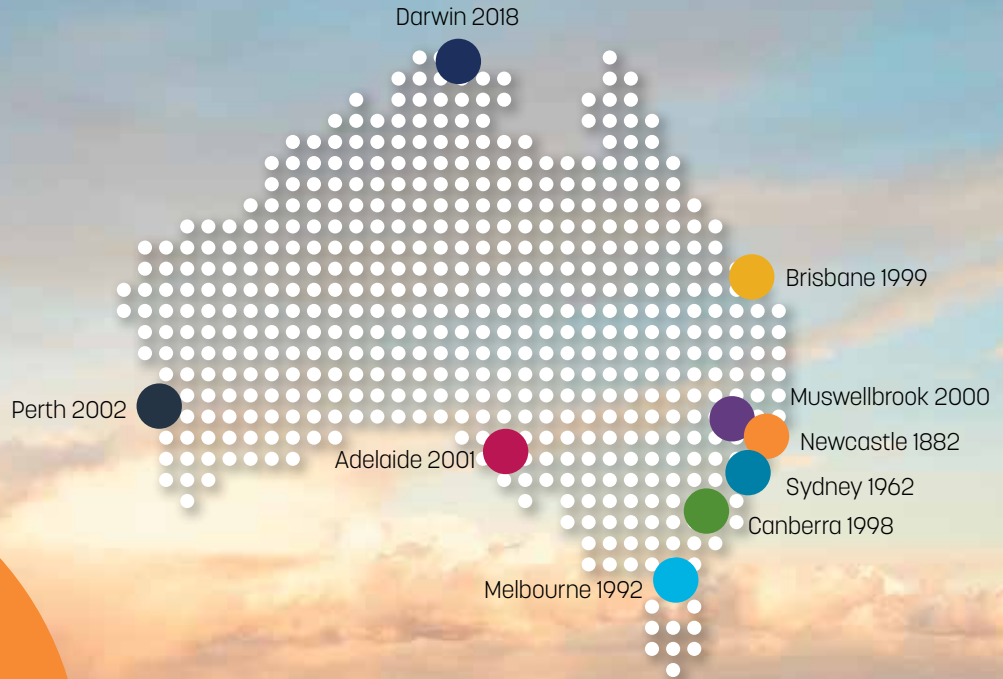 Darwin 2018
Brisbane 1999
Muswellbrook 2000
Perth 2002
Newcastle 1882
Adelaide 2001
Sydney 1962
Canberra 1998
Melbourne 1992